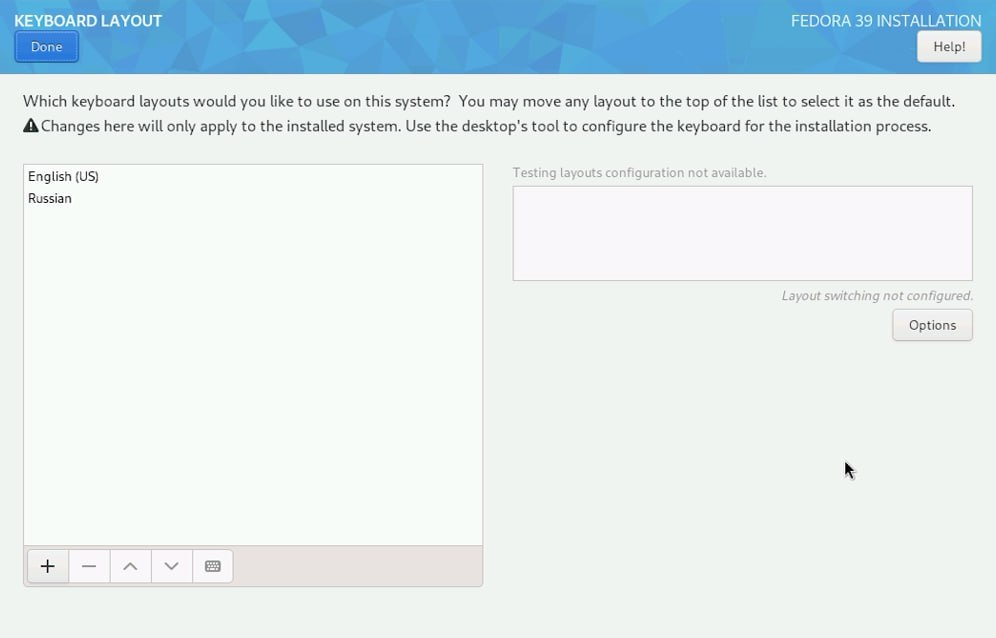 KEYBOARD LAYOUT
FEDORA 39 INSTALLATION
Done
Help!
Which keyboard layouts would you like to use on this system?  You may move any layout to the top of the list to select it as the default.
Changes here will only apply to the installed system. Use the desktop's tool to configure the keyboard for the installation process.
English (US)
Russian
Testing layouts configuration not available.
Layout switching not configured.
Options